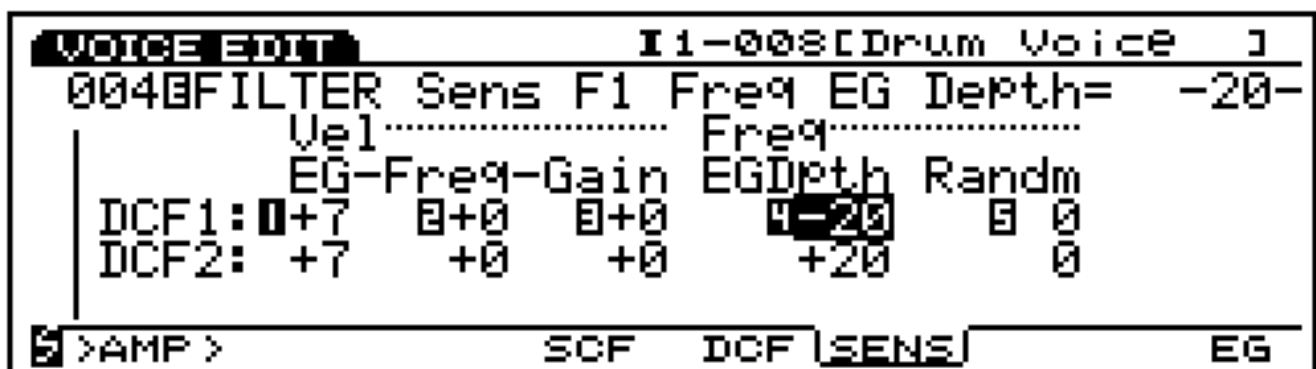 VOICE EDIT I1-008[Drum Voice ]
004EFILTER Sens F1 Freq EG Depth= -20-
Vel Freq
EG-Freq-Gain EGDpth Randm
DCF1:1+7 2+0 3+0 4-20 5 0
DCF2: +7 +0 +0 +20 0
S>AMP> SCF DCF SENS EG